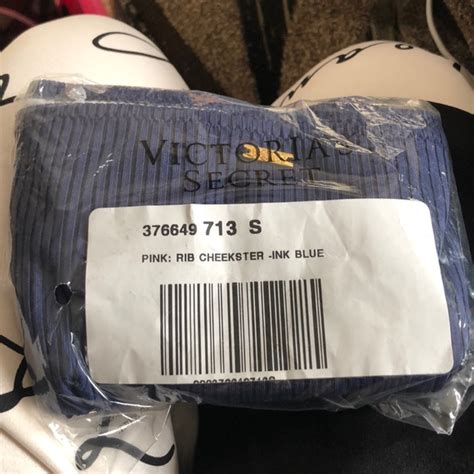 VICTORIA'S
SECRET
376649 713 S
PINK: RIB CHEEKSTER -INK BLUE